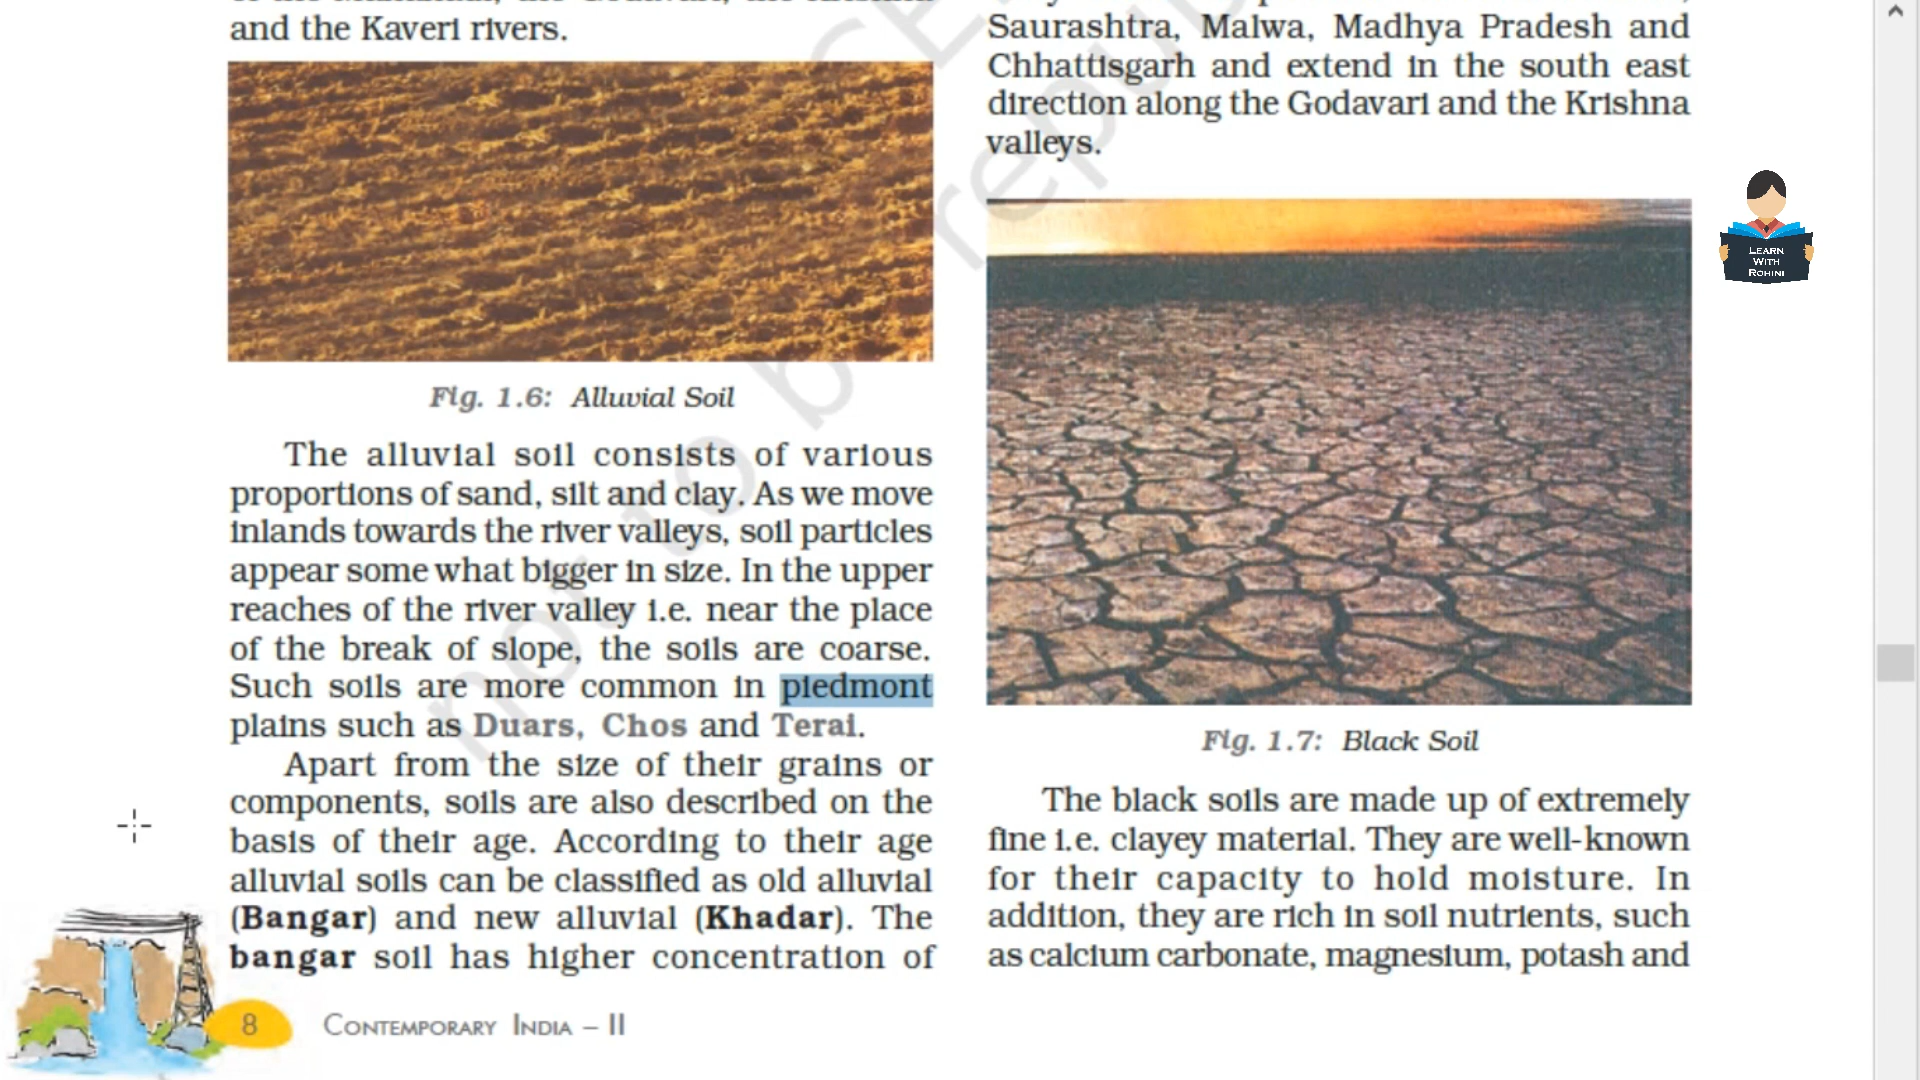 and the Kaveri rivers.
Fig. 1.6: Alluvial Soil
The alluvial soil consists of various
proportions of sand, silt and clay. As we move
inlands towards the river valleys, soil particles
appear some what bigger in size. In the upper
reaches of the river valley i.e. near the place
of the break of slope, the soils are coarse.
Such soils are more common in piedmont
plains such as Duars, Chos and Terai.
Apart from the size of their grains or
components, soils are also described on the
basis of their age. According to their age
alluvial soils can be classified as old alluvial
(Bangar) and new alluvial (Khadar). The
bangar soil has higher concentration of
8 CONTEMPORARY INDIA – II
Saurashtra, Malwa, Madhya Pradesh and
Chhattisgarh and extend in the south east
direction along the Godavari and the Krishna
valleys.
Fig. 1.7: Black Soil
The black soils are made up of extremely
fine i.e. clayey material. They are well-known
for their capacity to hold moisture. In
addition, they are rich in soil nutrients, such
as calcium carbonate, magnesium, potash and
LEARN
WITH
ROHINI
not to b
repu